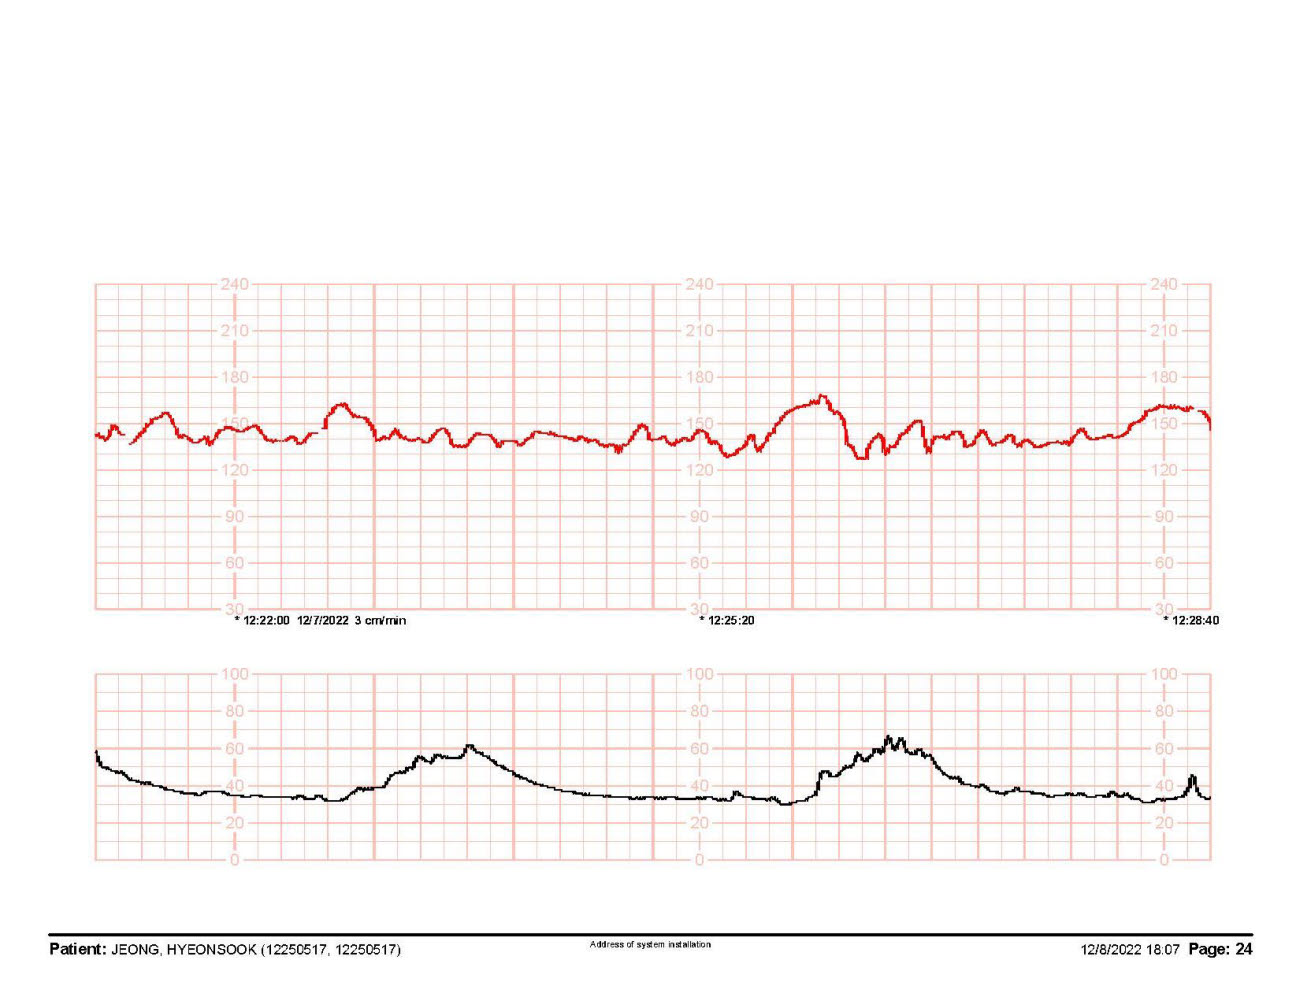 240 240 240
210 210 210
180 180 180
150 150 150
120 120 120
90 90 90
60 60 60
30 30 30
* 12:22:00 12/7/2022 3 cm/min * 12:25:20 * 12:28:40
100 100 100
80 80 80
60 60 60
40 40 40
20 20 20
0 0 0
Patient: JEONG, HYEONSOOK (12250517, 12250517) Address of system installation 12/8/2022 18:07 Page: 24